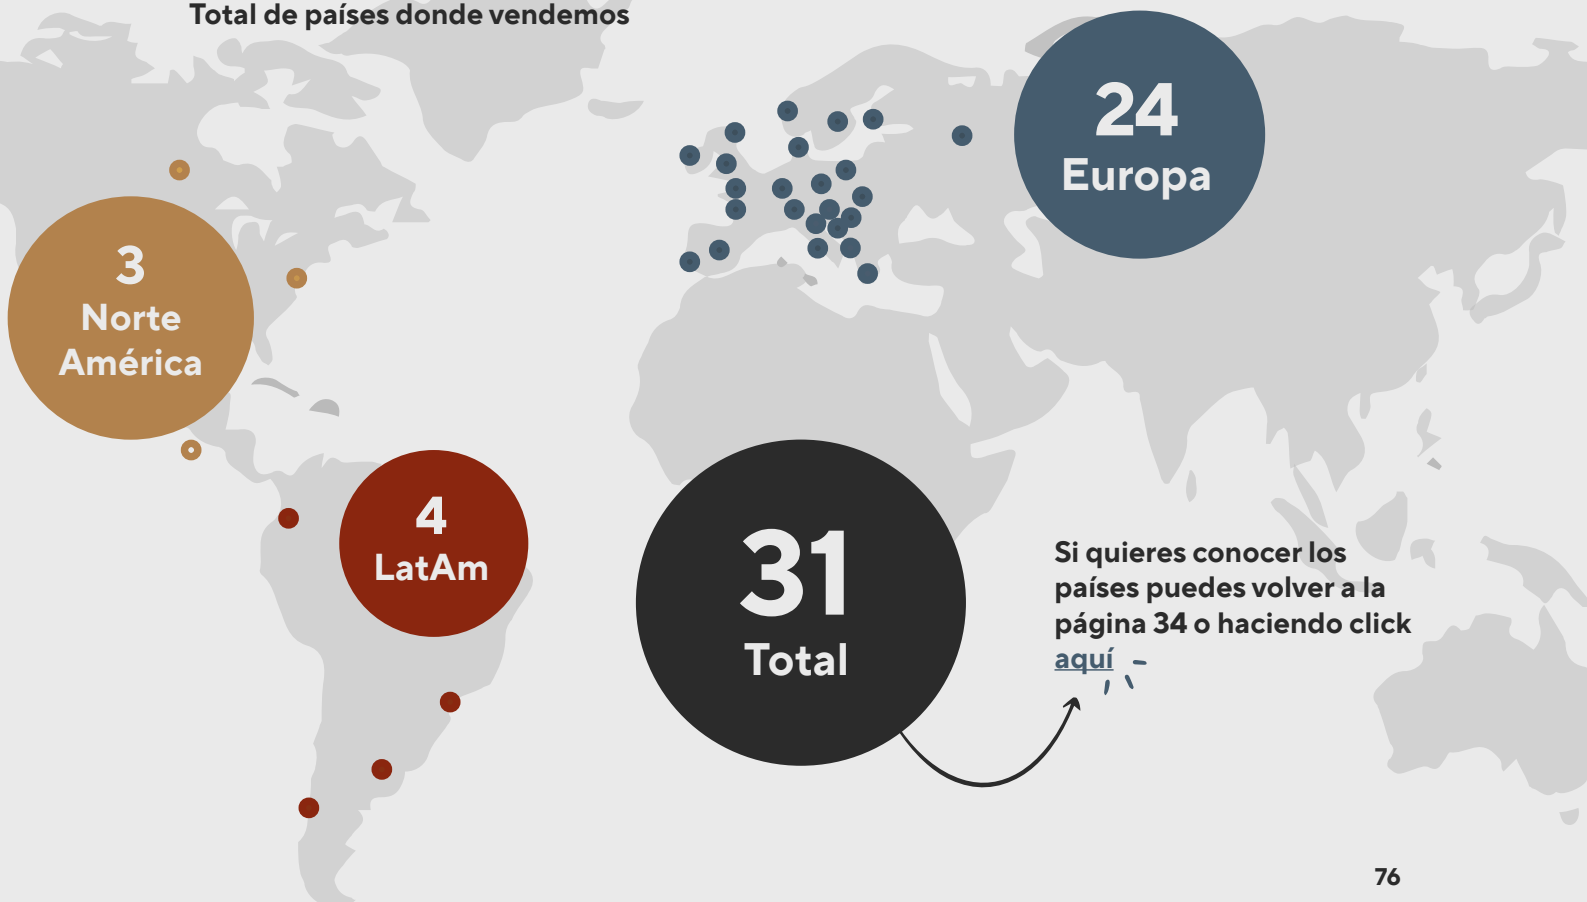 Total de países donde vendemos
24
Europa
3
Norte
América
4
LatAm
31
Total
Si quieres conocer los
países puedes volver a la
página 34 o haciendo click
aquí
76